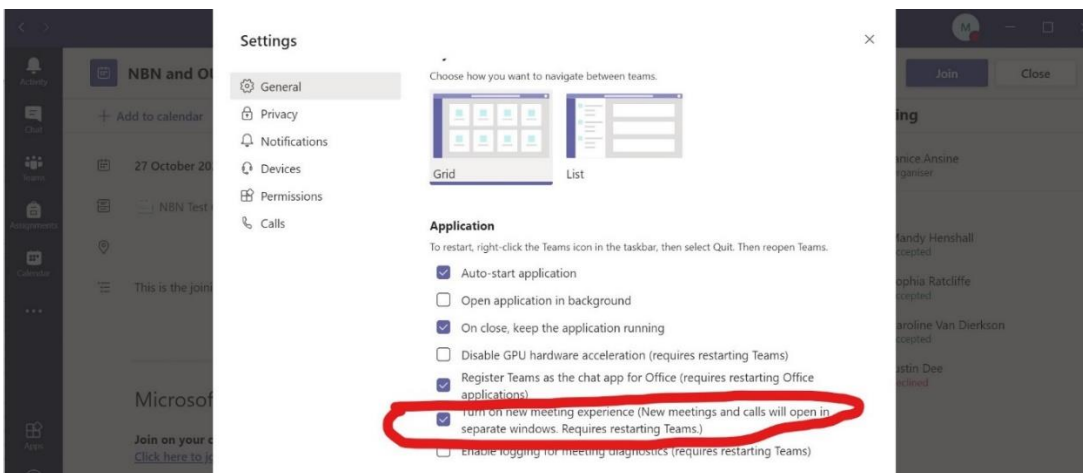 M
Settings
Activity
NBN and OU
General
Choose how you want to navigate between teams.
Join
Close
Chat
Add to calendar
Privacy
ing
Notifications
Teams
27 October 20
Devices
Grid
List
anice Ansine
rganiser
Permissions
Assignments
NBN Test
Calls
Application
andy Henshall
ccepted
To restart, right-click the Teams icon in the taskbar, then select Quit. Then reopen Teams.
Calendar
Auto-start application
ophia Ratcliffe
ccepted
This is the joini
Open application in background
aroline Van Dierkson
ccepted
On close, keep the application running
Disable GPU hardware acceleration (requires restarting Teams)
ustin Dee
eclined
Register Teams as the chat app for Office (requires restarting Office
applications)
Microsof
Turn on new meeting experience (New meetings and calls will open in
separate windows. Requires restarting Teams.)
Apps
Join on your c
Enable logging for meeting diagnostics (requires restarting Teams)
Click here to jo